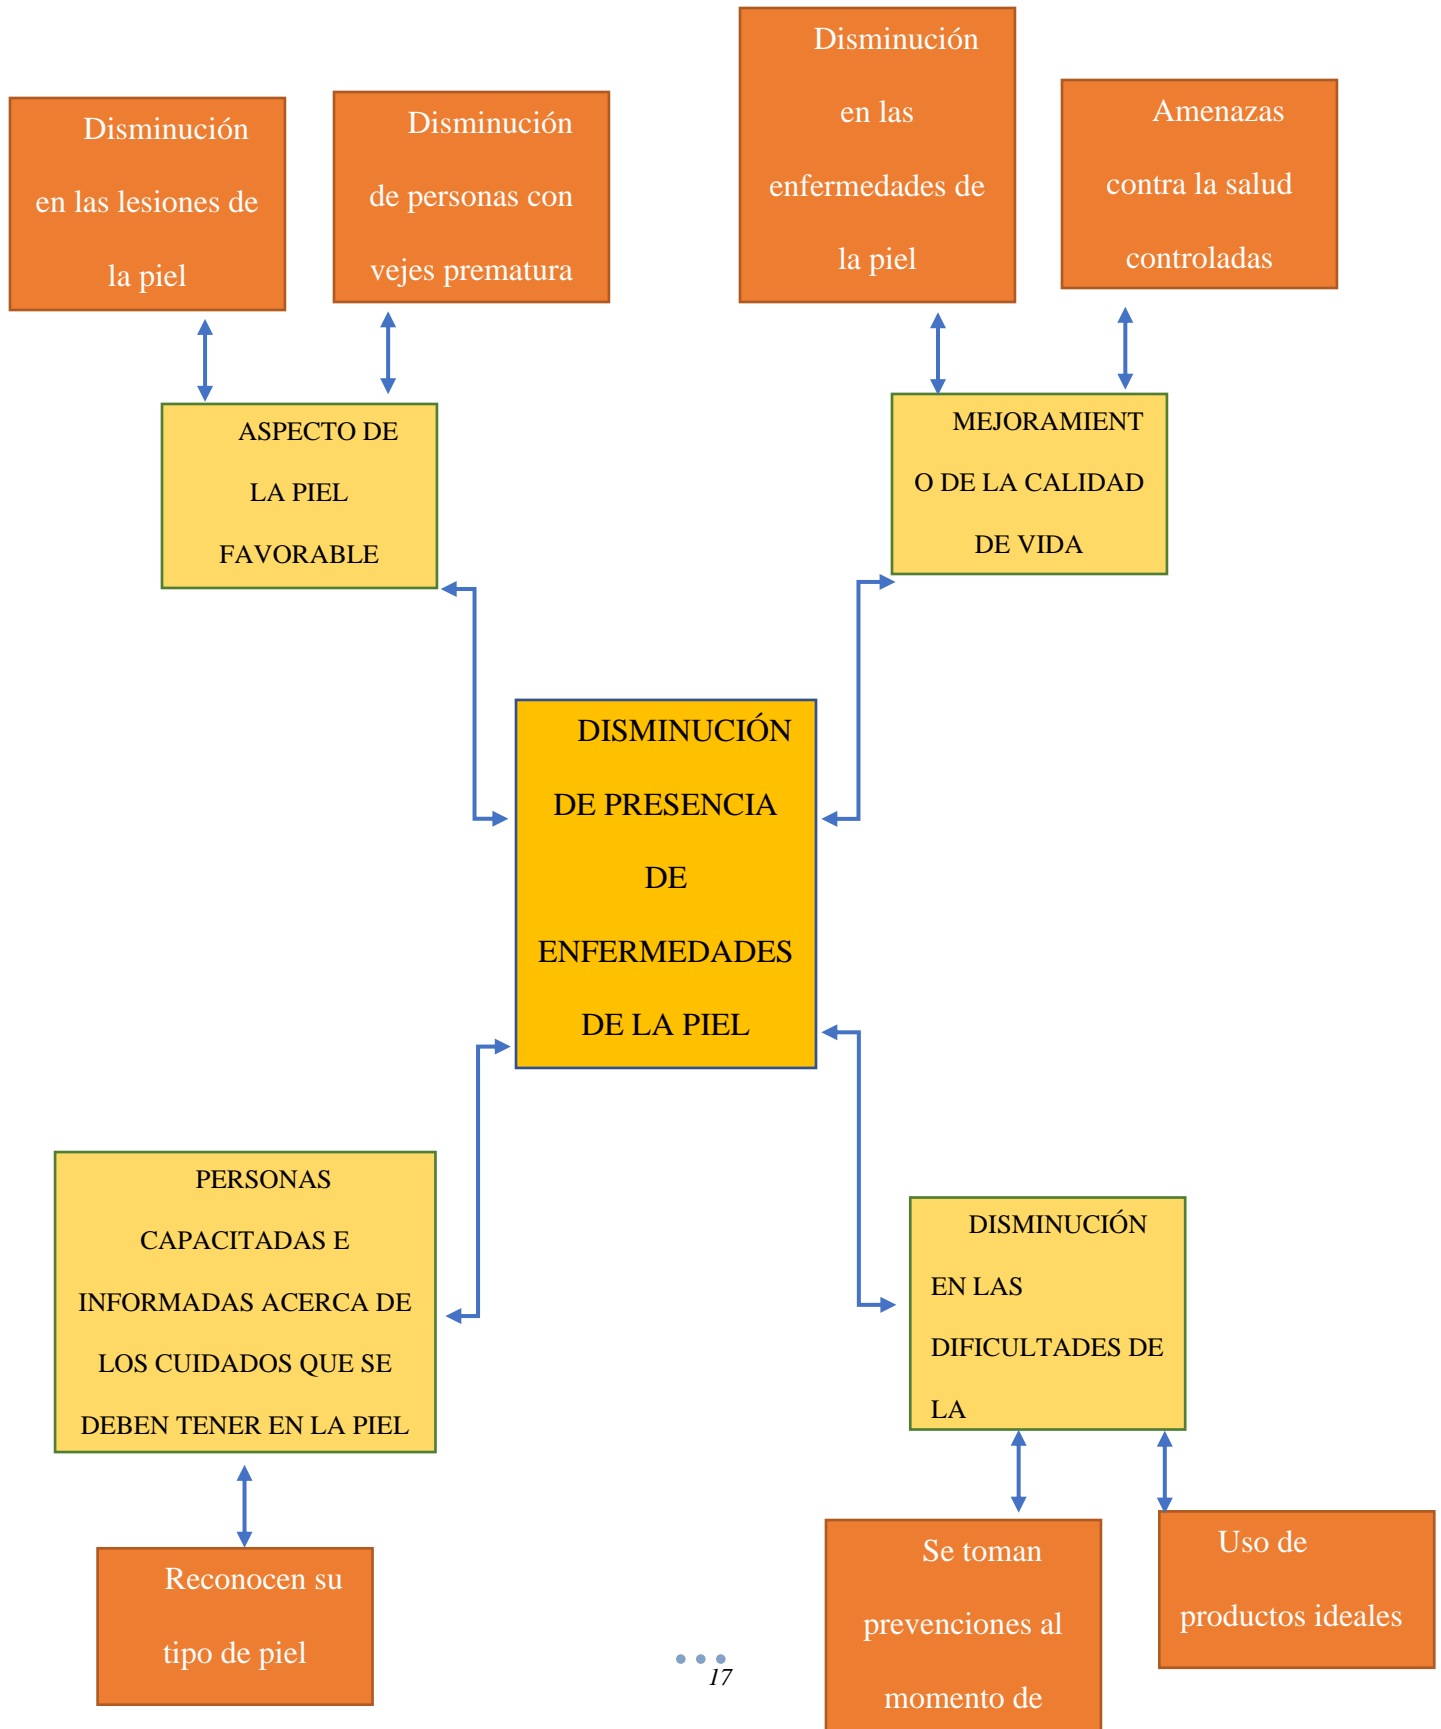 Disminución
en las lesiones de
la piel
Disminución
de personas con
vejes prematura
Disminución
en las
enfermedades de
la piel
Amenazas
contra la salud
controladas
ASPECTO DE
LA PIEL
FAVORABLE
MEJORAMIENT
O DE LA CALIDAD
DE VIDA
DISMINUCIÓN
DE PRESENCIA
DE
ENFERMEDADES
DE LA PIEL
PERSONAS
CAPACITADAS E
INFORMADAS ACERCA DE
LOS CUIDADOS QUE SE
DEBEN TENER EN LA PIEL
DISMINUCIÓN
EN LAS
DIFICULTADES DE
LA
Reconocen su
tipo de piel
Se toman
prevenciones al
momento de
Uso de
productos ideales
17